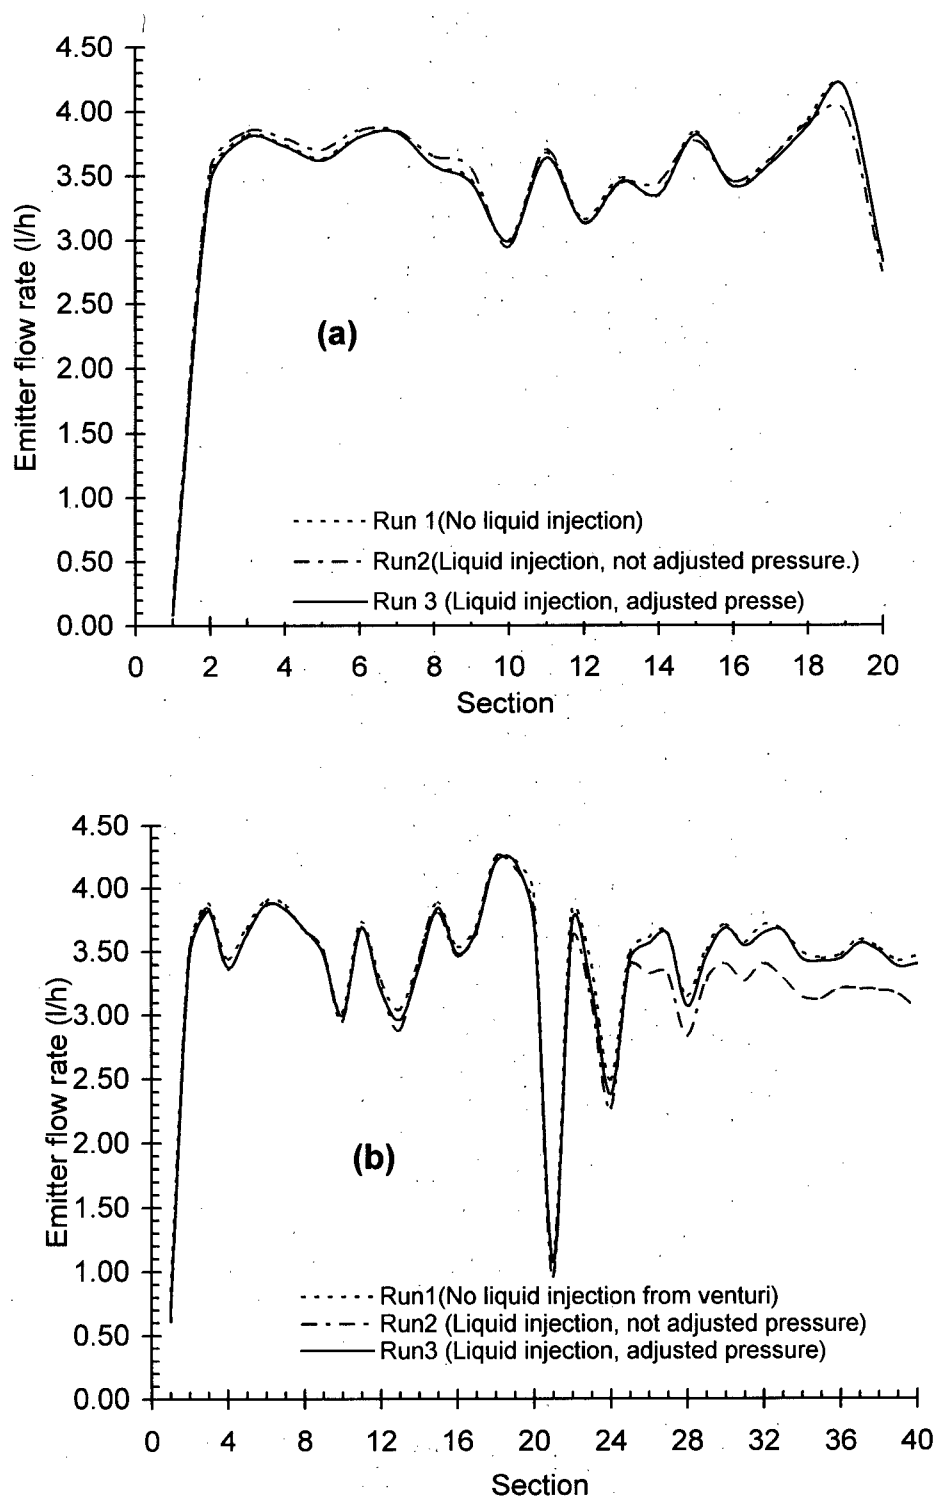 4.50
4.00
3.50
3.00
2.50
2.00
1.50
1.00
0.50
0.00
Emitter flow rate (l/h)
(a)
Run 1(No liquid injection)
Run2(Liquid injection, not adjusted pressure.)
Run 3 (Liquid injection, adjusted presse)
0 2 4 6 8 10 12 14 16 18 20
Section
4.50
4.00
3.50
3.00
2.50
2.00
1.50
1.00
0.50
0.00
Emitter flow rate (l/h)
(b)
Run1(No liquid injection from venturi)
Run2 (Liquid injection, not adjusted pressure)
Run3 (Liquid injection, adjusted pressure)
0 4 8 12 16 20 24 28 32 36 40
Section